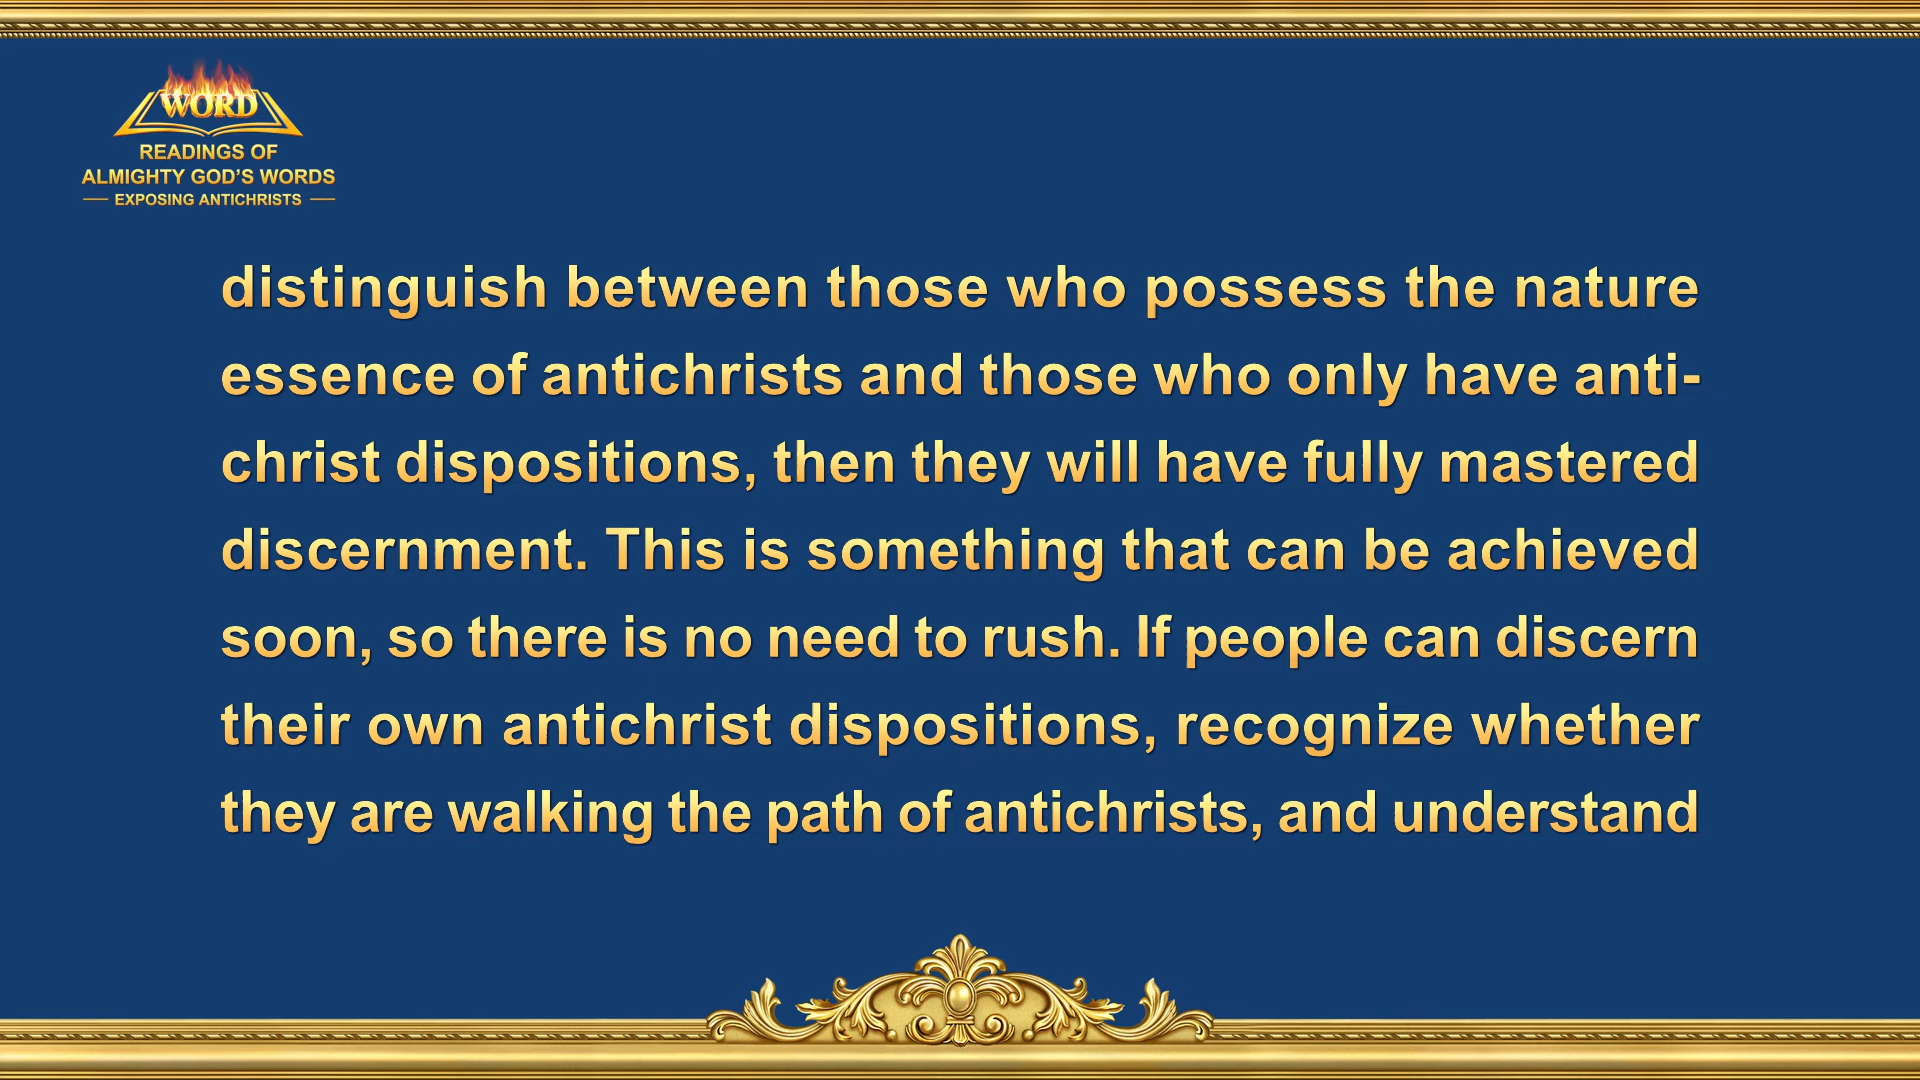 WORD
READINGS OF
ALMIGHTY GOD'S WORDS
EXPOSING ANTICHRISTS
distinguish between those who possess the nature
essence of antichrists and those who only have anti-
christ dispositions, then they will have fully mastered
discernment. This is something that can be achieved
soon, so there is no need to rush. If people can discern
their own antichrist dispositions, recognize whether
they are walking the path of antichrists, and understand